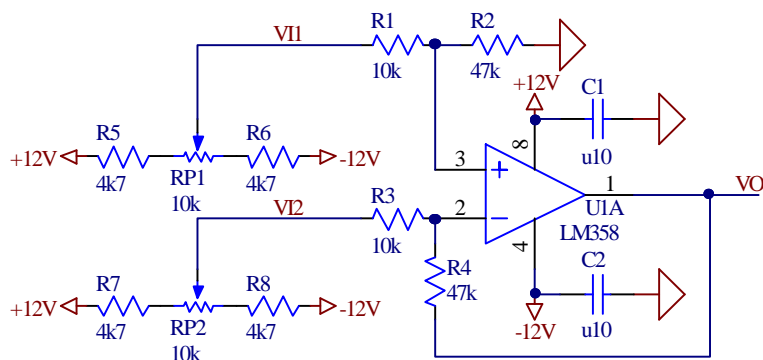 R1
R2
VI1
10k
47k
+12V
C1
R5
R6
+12V
-12V
8
u10
4k7
RP1
4k7
3
10k
1
VO
R3
2
U1A
VI2
LM358
10k
4
R4
C2
R7
R8
47k
+12V
-12V
-12V
u10
4k7
RP2
4k7
10k